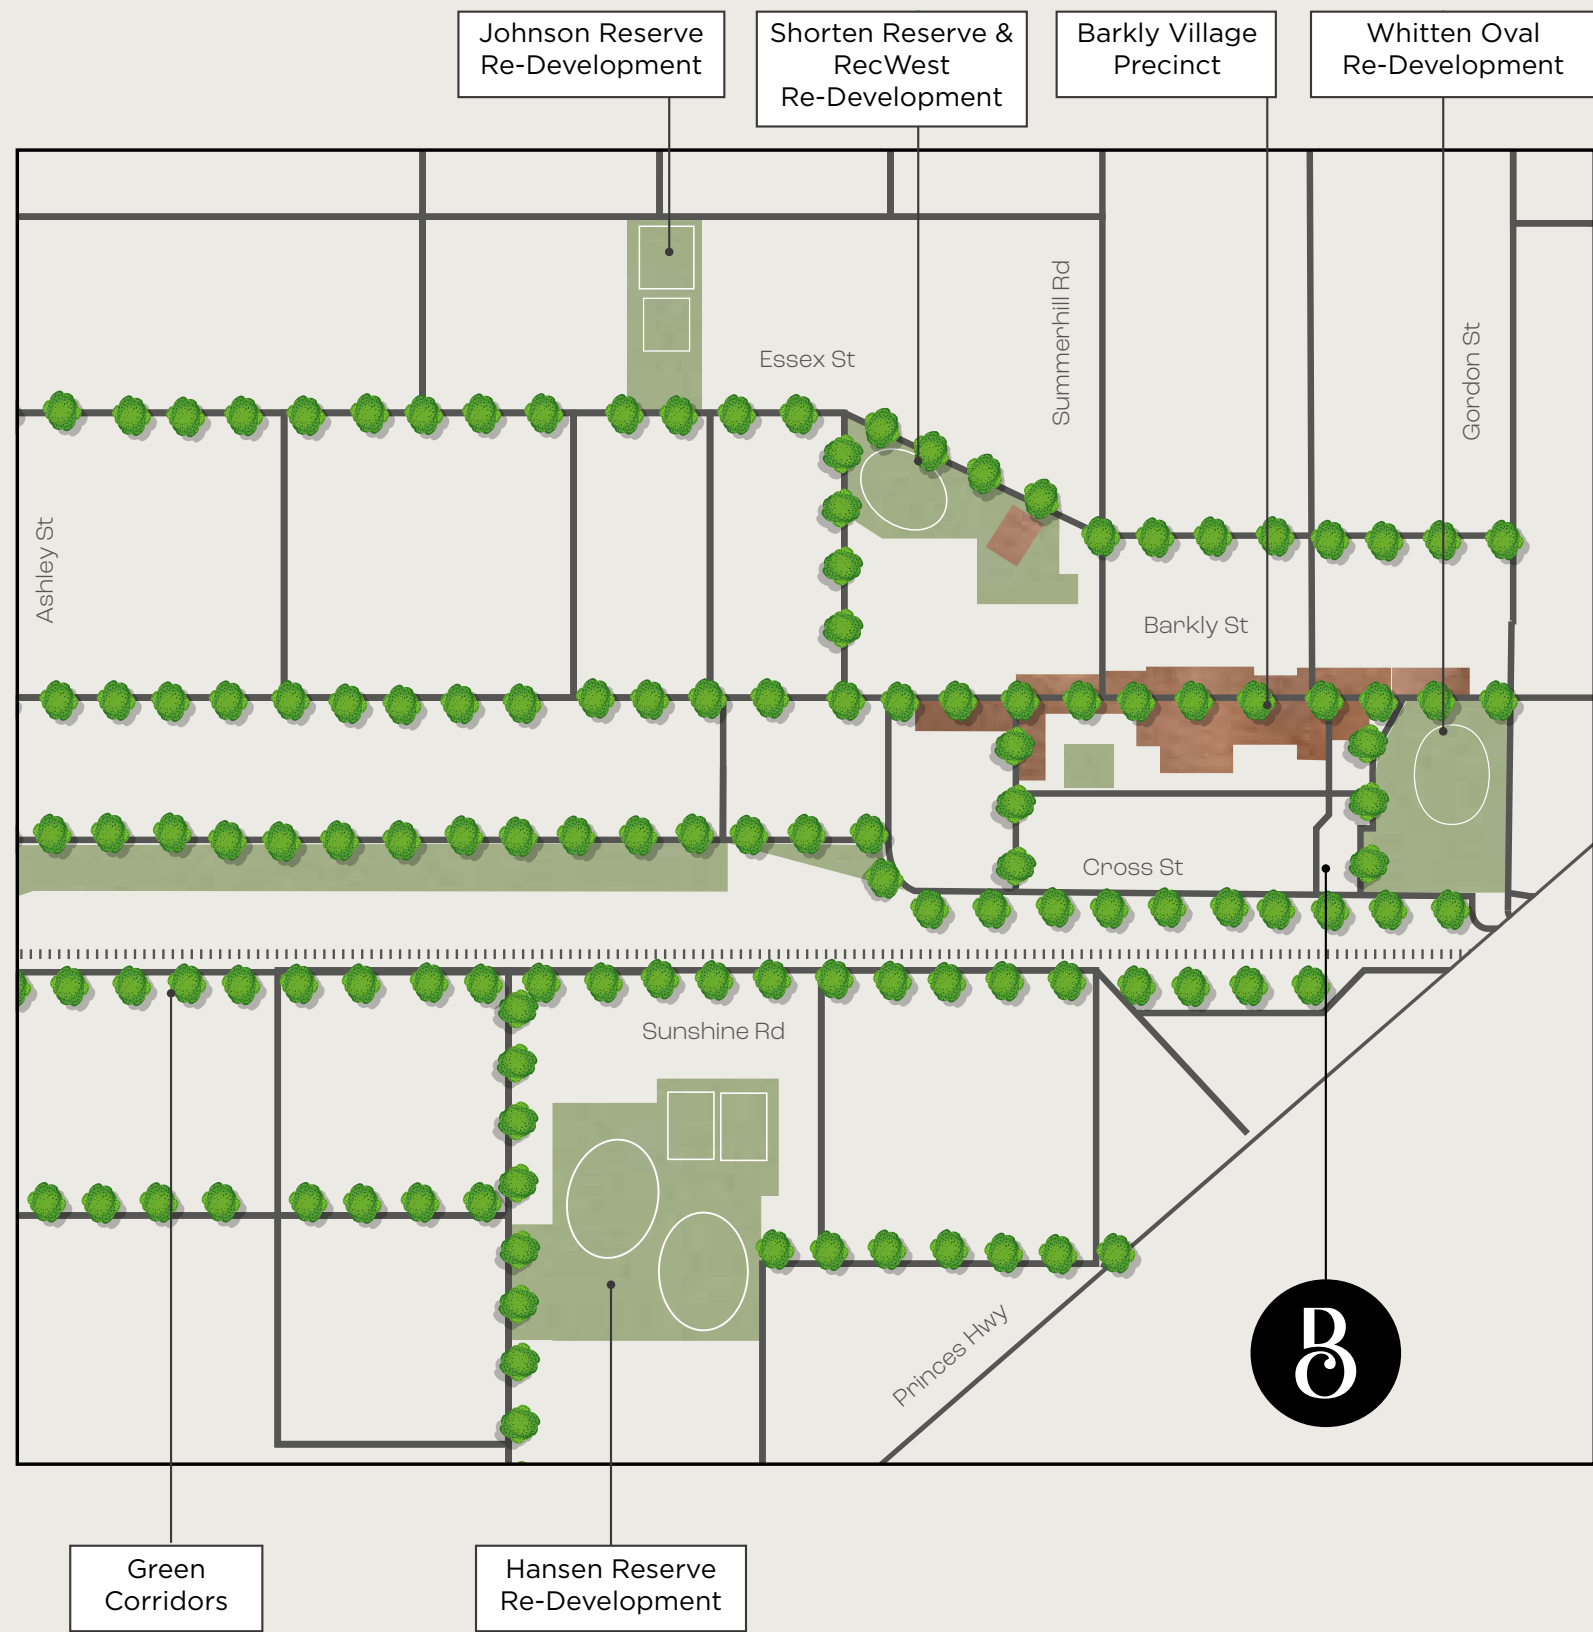 Johnson Reserve
Re-Development
Shorten Reserve &
RecWest
Re-Development
Barkly Village
Precinct
Whitten Oval
Re-Development
Summerhill Rd
Gordon St
Essex St
Ashley St
Barkly St
Cross St
Sunshine Rd
Princes Hwy
B
Green
Corridors
Hansen Reserve
Re-Development